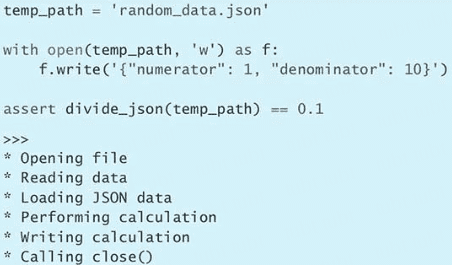 temp_path = 'random_data.json'
with open(temp_path, 'w') as f:
    f.write('{"numerator": 1, "denominator": 10}')
assert divide_json(temp_path) == 0.1
>>>
* Opening file
* Reading data
* Loading JSON data
* Performing calculation
* Writing calculation
* Calling close()